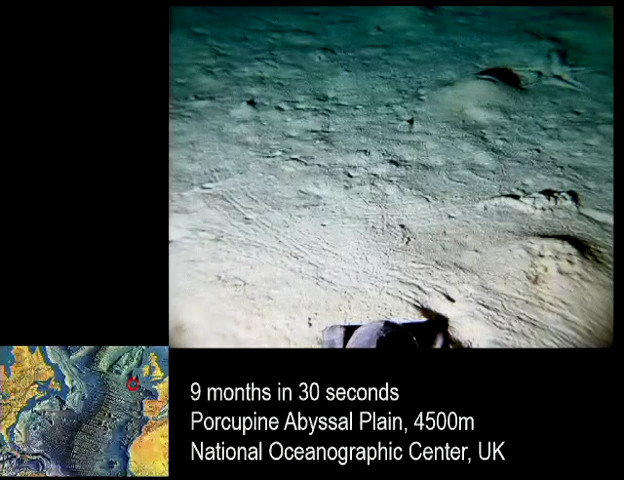 9 months in 30 seconds
Porcupine Abyssal Plain, 4500m
National Oceanographic Center, UK